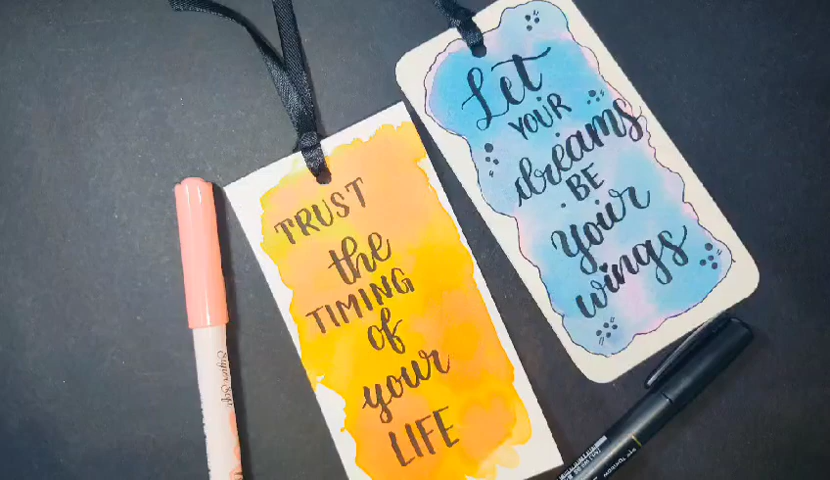 TRUST
the
TIMING
of
your
LIFE
Let
YOUR
dreams
BE
Your
wings